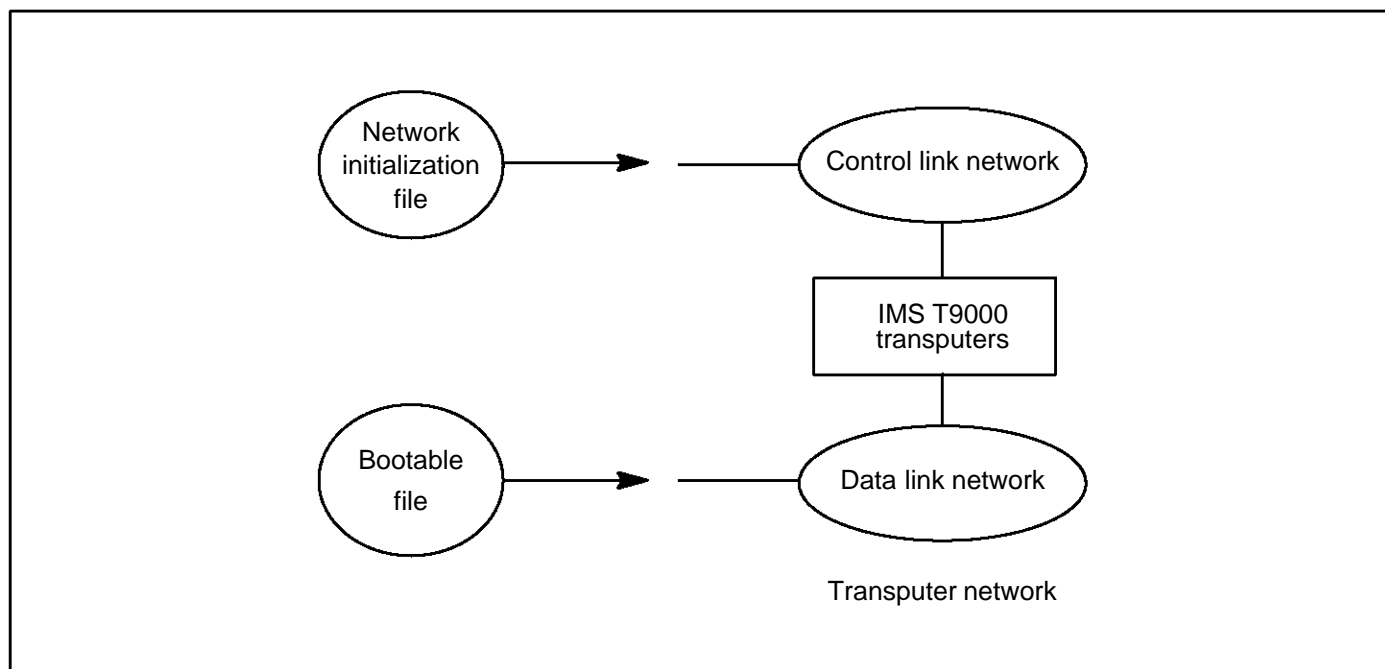 Network
initialization
file
Control link network
IMS T9000
transputers
Bootable
file
Data link network
Transputer network